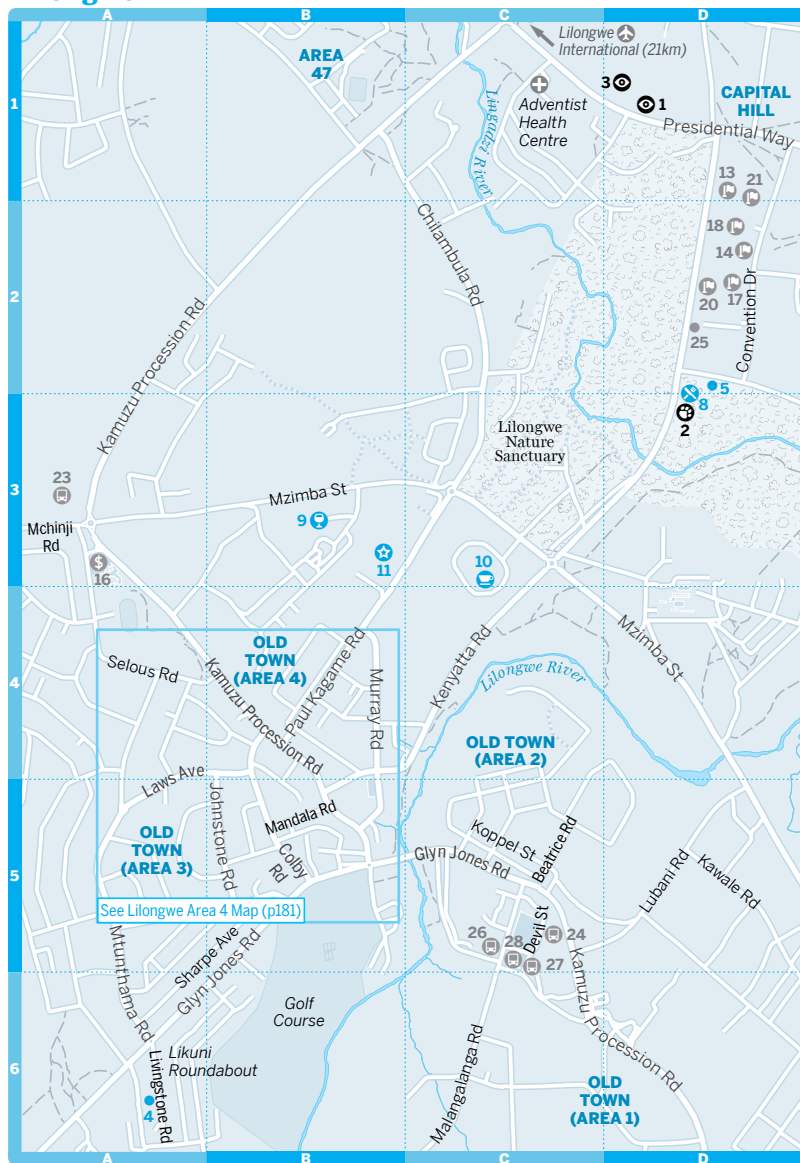 A
B
C
D
Lilongwe
International (21km)
AREA
47
3
1
1
CAPITAL
HILL
Adventist
Health
Centre
Lingadzi River
Presidential Way
13
21
18
14
Chilambula Rd
2
20
17
Convention Dr
25
Kamuzu Procession Rd
5
8
2
Lilongwe
Nature
Sanctuary
23
3
Mzimba St
9
Mchinji
Rd
11
10
16
OLD
TOWN
(AREA 4)
Selous Rd
Kamuzu Procession Rd
Paul Kagame Rd
Murray Rd
Kenyatta Rd
Lilongwe River
Mzimba St
4
OLD TOWN
(AREA 2)
Laws Ave
Johnstone Rd
Mandala Rd
OLD
TOWN
(AREA 3)
Colby
Rd
Koppel St
Beatrice Rd
Glyn Jones Rd
Lubani Rd
Kawale Rd
5
See Lilongwe Area 4 Map (p181)
Mtunthama Rd
Sharpe Ave
Glyn Jones Rd
26
28
Devil St
24
27
Kamuzu Procession Rd
Golf
Course
Likuni
Roundabout
Livingstone Rd
4
6
Malangalanga Rd
OLD
TOWN
(AREA 1)
A
B
C
D